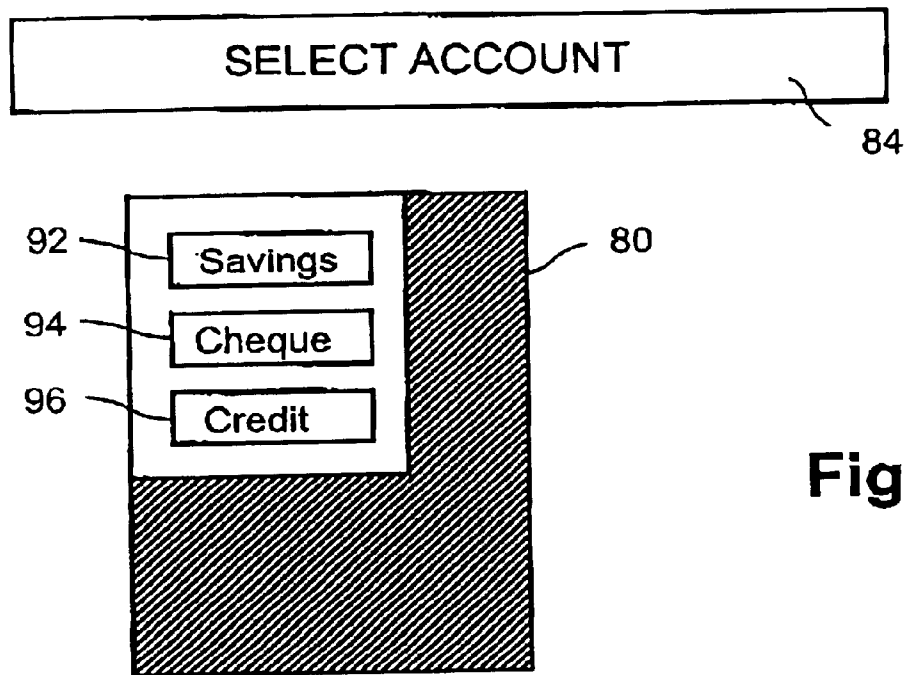 SELECT ACCOUNT
84
92
Savings
80
94
Cheque
96
Credit
Fig